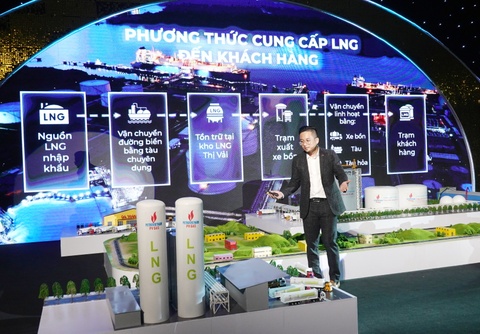 PHƯƠNG THỨC CUNG CẤP LNG
ĐẾN KHÁCH HÀNG
LNG
Nguồn
LNG
nhập
khẩu
Vận chuyển
đường biển
bằng tàu
chuyên
dụng
Tồn trữ tại
kho LNG
Thị Vải
Trạm
xuất
xe bồn
Vận chuyển
linh hoạt
bằng:
Xe bồn
Tàu
hỏa
Trạm
khách
hàng
LNG
LNG